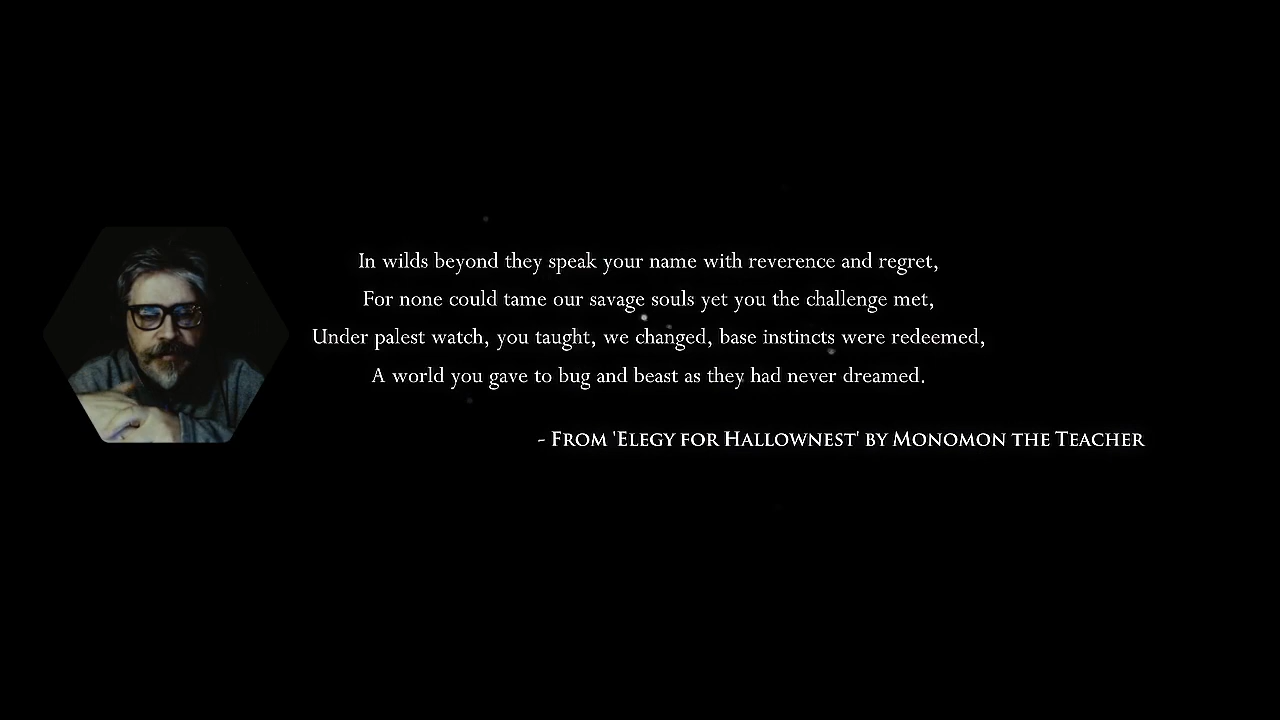 In wilds beyond they speak your name with reverence and regret,
For none could tame our savage souls yet you the challenge met,
Under palest watch, you taught, we changed, base instincts were redeemed,
A world you gave to bug and beast as they had never dreamed.
- From 'Elegy for Hallownest' by Monomon the Teacher